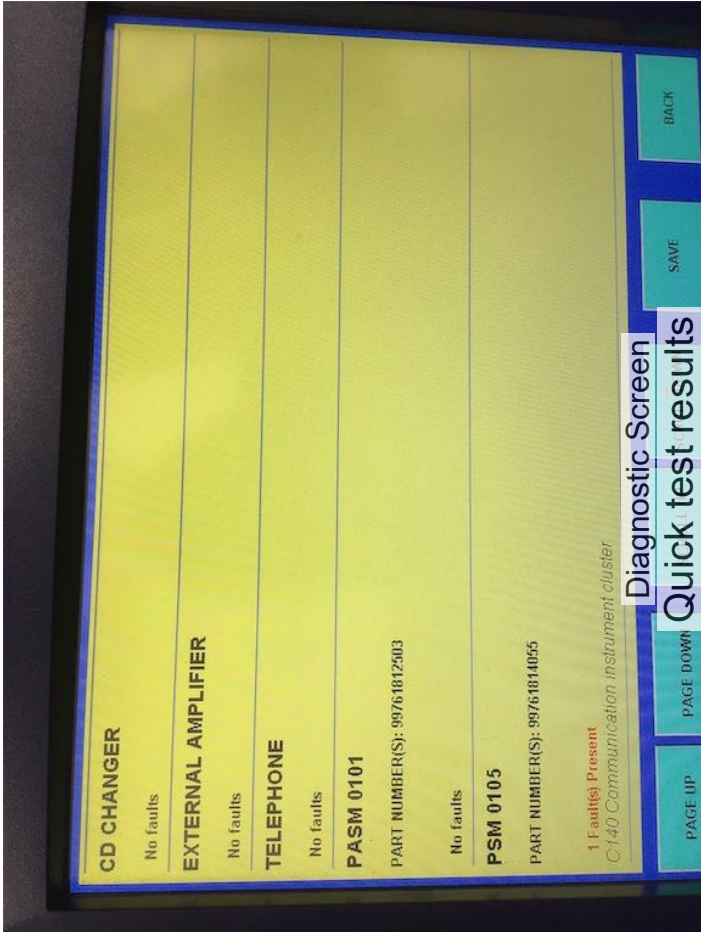 CD CHANGER
No faults
EXTERNAL AMPLIFIER
No faults
TELEPHONE
No faults
PASM 0101
PART NUMBER(S): 99761812503
No faults
PSM 0105
PART NUMBER(S): 99761814055
1 Fault(s) Present
C140 Communication instrument cluster
PAGE UP
PAGE DOWN
SAVE
BACK
Diagnostic Screen
Quick test results